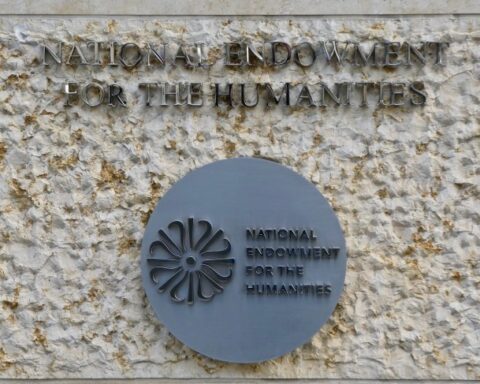 NATIONAL ENDOWMENT
FOR THE HUMANITIES
NATIONAL
ENDOWMENT
FOR THE
HUMANITIES